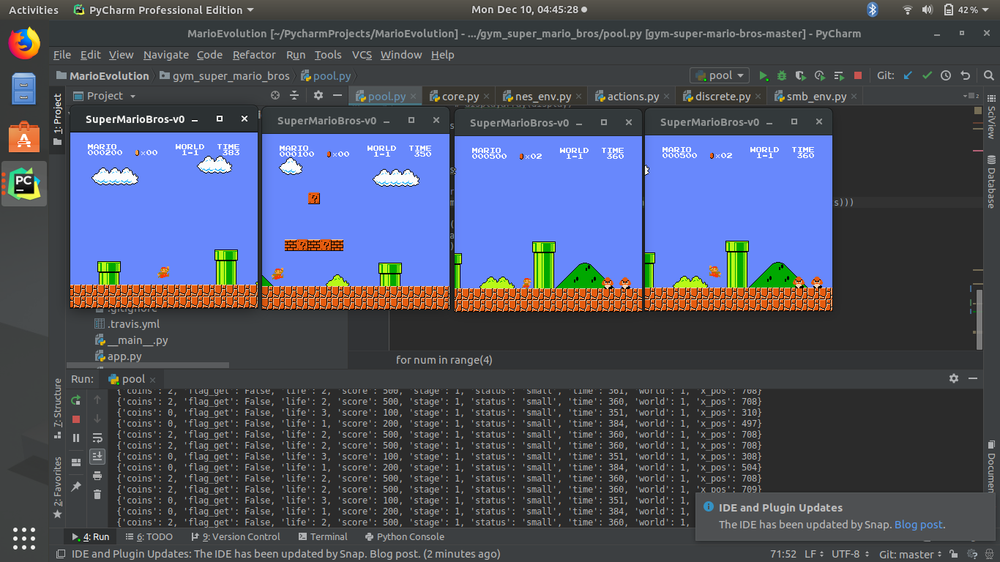 Activities PyCharm Professional Edition Mon Dec 10, 04:45:28 42%
MarioEvolution [~/PycharmProjects/MarioEvolution] - .../gym_super_mario_bros/pool.py [gym-super-mario-bros-master] - PyCharm
File Edit View Navigate Code Refactor Run Tools VCS Window Help
MarioEvolution gym_super_mario_bros pool.py pool Git:
1: Project Project pool.py core.py nes_env.py actions.py discrete.py smb_env.py
SciView
Database
SuperMarioBros-v0 SuperMarioBros-v0 SuperMarioBros-v0 SuperMarioBros-v0
MARIO WORLD TIME
000200 ×00 1-1 383
MARIO WORLD TIME
000100 ×00 1-1 350
MARIO WORLD TIME
000500 ×02 1-1 360
MARIO WORLD TIME
000500 ×02 1-1 360
s)))
.gitignore
.travis.yml
__main__.py
app.py
for num in range(4)
Run: pool
7: Structure
2: Favorites
{'coins': 2, 'flag_get': False, 'life': 2, 'score': 500, 'stage': 1, 'status': 'small', 'time': 361, 'world': 1, 'x_pos': 708}
{'coins': 2, 'flag_get': False, 'life': 2, 'score': 500, 'stage': 1, 'status': 'small', 'time': 360, 'world': 1, 'x_pos': 708}
{'coins': 0, 'flag_get': False, 'life': 3, 'score': 100, 'stage': 1, 'status': 'small', 'time': 351, 'world': 1, 'x_pos': 310}
{'coins': 0, 'flag_get': False, 'life': 1, 'score': 200, 'stage': 1, 'status': 'small', 'time': 384, 'world': 1, 'x_pos': 497}
{'coins': 2, 'flag_get': False, 'life': 2, 'score': 500, 'stage': 1, 'status': 'small', 'time': 360, 'world': 1, 'x_pos': 708}
{'coins': 2, 'flag_get': False, 'life': 2, 'score': 500, 'stage': 1, 'status': 'small', 'time': 360, 'world': 1, 'x_pos': 708}
{'coins': 0, 'flag_get': False, 'life': 3, 'score': 100, 'stage': 1, 'status': 'small', 'time': 351, 'world': 1, 'x_pos': 308}
{'coins': 0, 'flag_get': False, 'life': 1, 'score': 200, 'stage': 1, 'status': 'small', 'time': 384, 'world': 1, 'x_pos': 504}
{'coins': 2, 'flag_get': False, 'life': 2, 'score': 500, 'stage': 1, 'status': 'small', 'time': 360, 'world': 1, 'x_pos': 708}
{'coins': 2, 'flag_get': False, 'life': 2, 'score': 500, 'stage': 1, 'status': 'small', 'time': 360, 'world': 1, 'x_pos': 709}
{'coins': 0, 'flag_get': False, 'life': 3, 'score': 100, 'stage': 1, 'status': 'small', 'time': 351, 'world': 1,
{'coins': 0, 'flag_get': False, 'life': 1, 'score': 200, 'stage': 1, 'status': 'small', 'time': 384, 'world': 1,
{'coins': 2, 'flag_get': False, 'life': 2, 'score': 500, 'stage': 1, 'status': 'small', 'time': 360, 'world': 1,
IDE and Plugin Updates
The IDE has been updated by Snap. Blog post.
4: Run 6: TODO 9: Version Control Terminal Python Console
IDE and Plugin Updates: The IDE has been updated by Snap. Blog post. (2 minutes ago) 71:52 LF UTF-8 Git: master